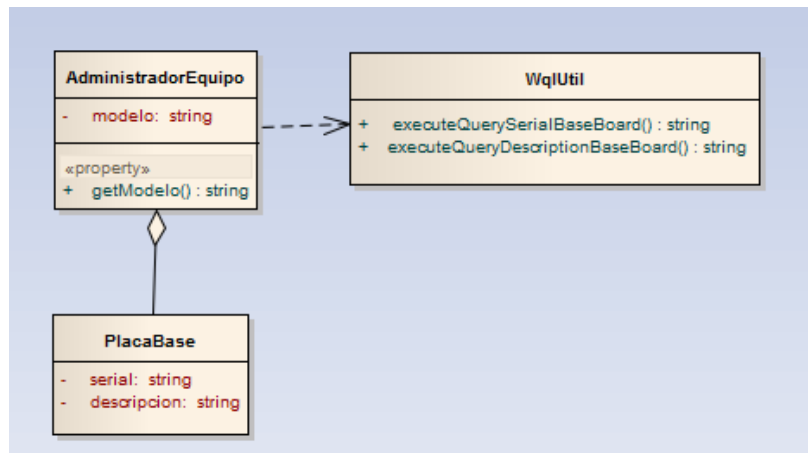 AdministradorEquipo
- modelo: string
«property»
+ getModelo() : string
WqlUtil
+ executeQuerySerialBaseBoard() : string
+ executeQueryDescriptionBaseBoard() : string
PlacaBase
- serial: string
- descripcion: string